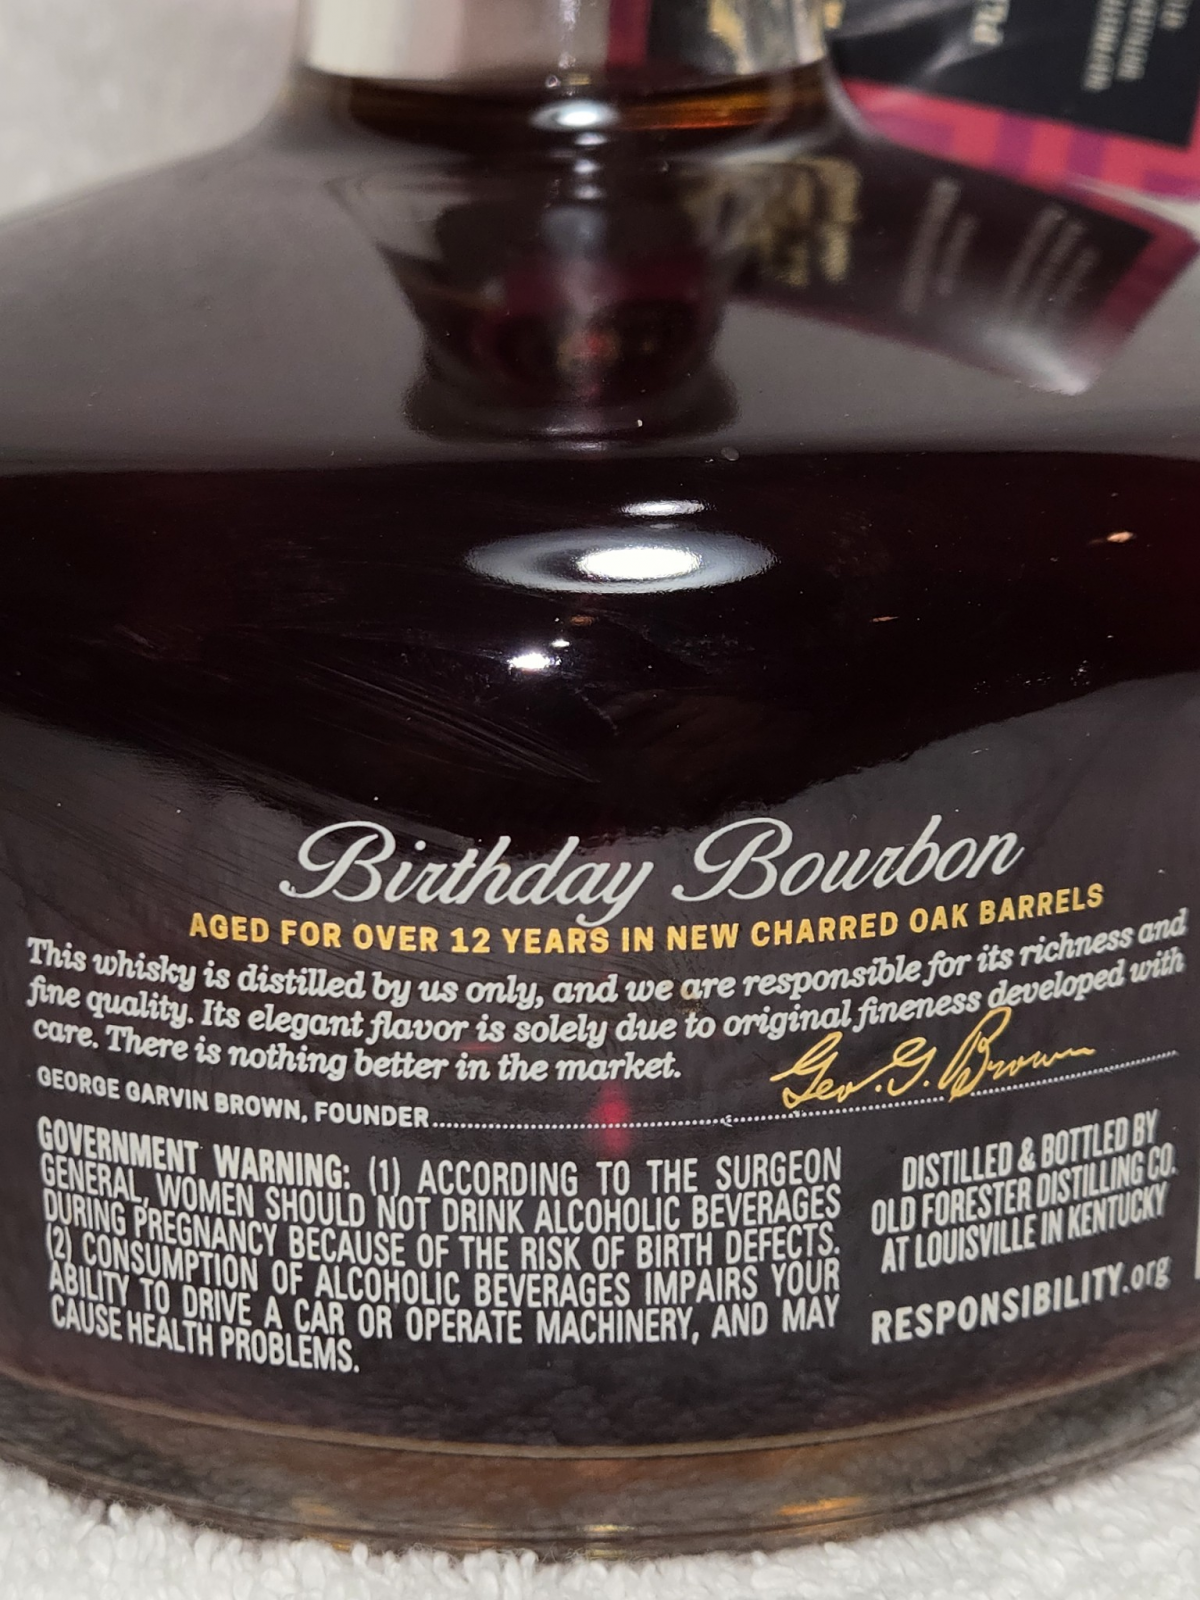 Birthday Bourbon
AGED FOR OVER 12 YEARS IN NEW CHARRED OAK BARRELS
This whisky is distilled by us only, and we are responsible for its richness and
fine quality. Its elegant flavor is solely due to original fineness developed with
care. There is nothing better in the market.
Geo. G. Brown
GEORGE GARVIN BROWN, FOUNDER
GOVERNMENT WARNING: (1) ACCORDING TO THE SURGEON
GENERAL, WOMEN SHOULD NOT DRINK ALCOHOLIC BEVERAGES
DURING PREGNANCY BECAUSE OF THE RISK OF BIRTH DEFECTS.
(2) CONSUMPTION OF ALCOHOLIC BEVERAGES IMPAIRS YOUR
ABILITY TO DRIVE A CAR OR OPERATE MACHINERY, AND MAY
CAUSE HEALTH PROBLEMS.
DISTILLED & BOTTLED BY
OLD FORESTER DISTILLING CO.
AT LOUISVILLE IN KENTUCKY
RESPONSIBILITY.org